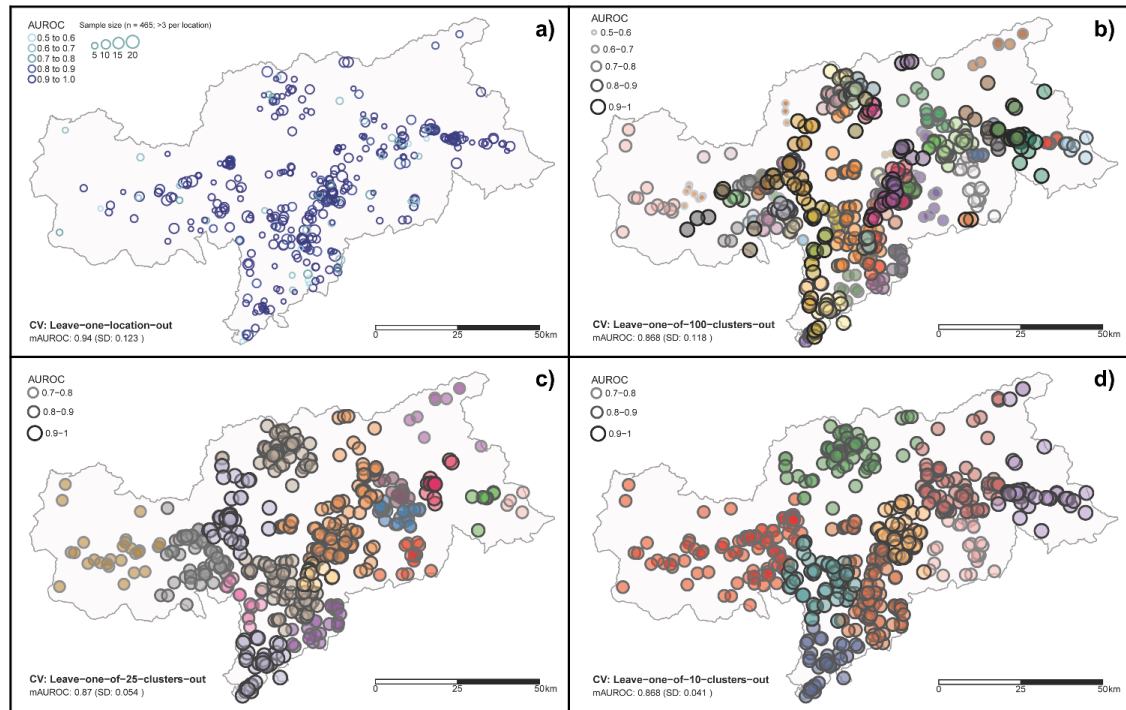 a)
AUROC
0.5 to 0.6
0.6 to 0.7
0.7 to 0.8
0.8 to 0.9
0.9 to 1.0
Sample size (n = 465; >3 per location)
5 10 15 20
CV: Leave−one−location−out
mAUROC: 0.94 (SD: 0.123 )
0 25 50km
b)
AUROC
0.5−0.6
0.6−0.7
0.7−0.8
0.8−0.9
0.9−1
CV: Leave−one−of−100−clusters−out
mAUROC: 0.868 (SD: 0.118 )
0 25 50km
c)
AUROC
0.7−0.8
0.8−0.9
0.9−1
CV: Leave−one−of−25−clusters−out
mAUROC: 0.87 (SD: 0.054 )
0 25 50km
d)
AUROC
0.7−0.8
0.8−0.9
0.9−1
CV: Leave−one−of−10−clusters−out
mAUROC: 0.868 (SD: 0.041 )
0 25 50km